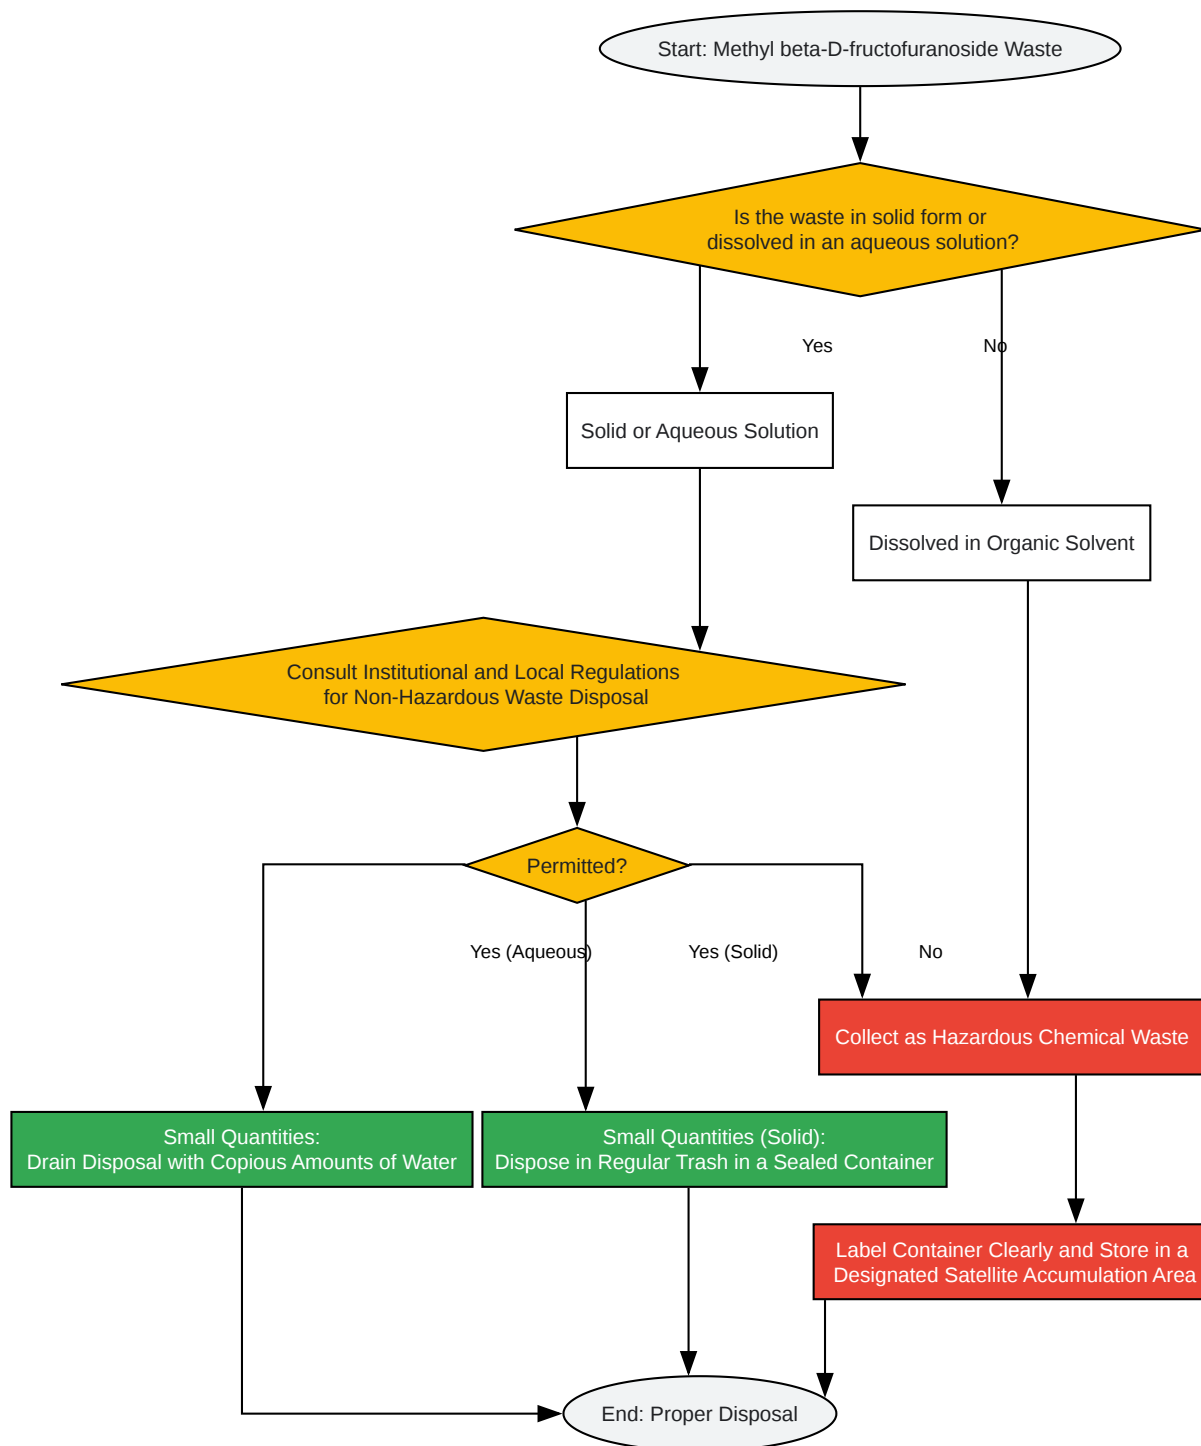 Start: Methyl beta-D-fructofuranoside Waste
Is the waste in solid form or
dissolved in an aqueous solution?
Yes
No
Solid or Aqueous Solution
Dissolved in Organic Solvent
Consult Institutional and Local Regulations
for Non-Hazardous Waste Disposal
Permitted?
Yes (Aqueous)
Yes (Solid)
No
Collect as Hazardous Chemical Waste
Small Quantities:
Drain Disposal with Copious Amounts of Water
Small Quantities (Solid):
Dispose in Regular Trash in a Sealed Container
Label Container Clearly and Store in a
Designated Satellite Accumulation Area
End: Proper Disposal